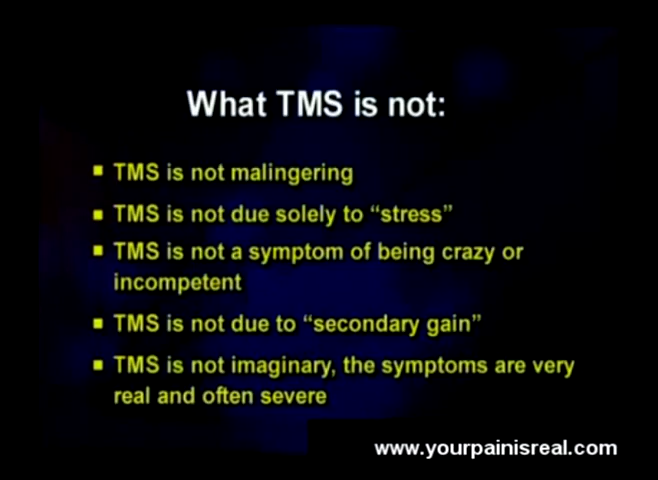 What TMS is not:
▪ TMS is not malingering
▪ TMS is not due solely to “stress”
▪ TMS is not a symptom of being crazy or
incompetent
▪ TMS is not due to “secondary gain”
▪ TMS is not imaginary, the symptoms are very
real and often severe
www.yourpainisreal.com